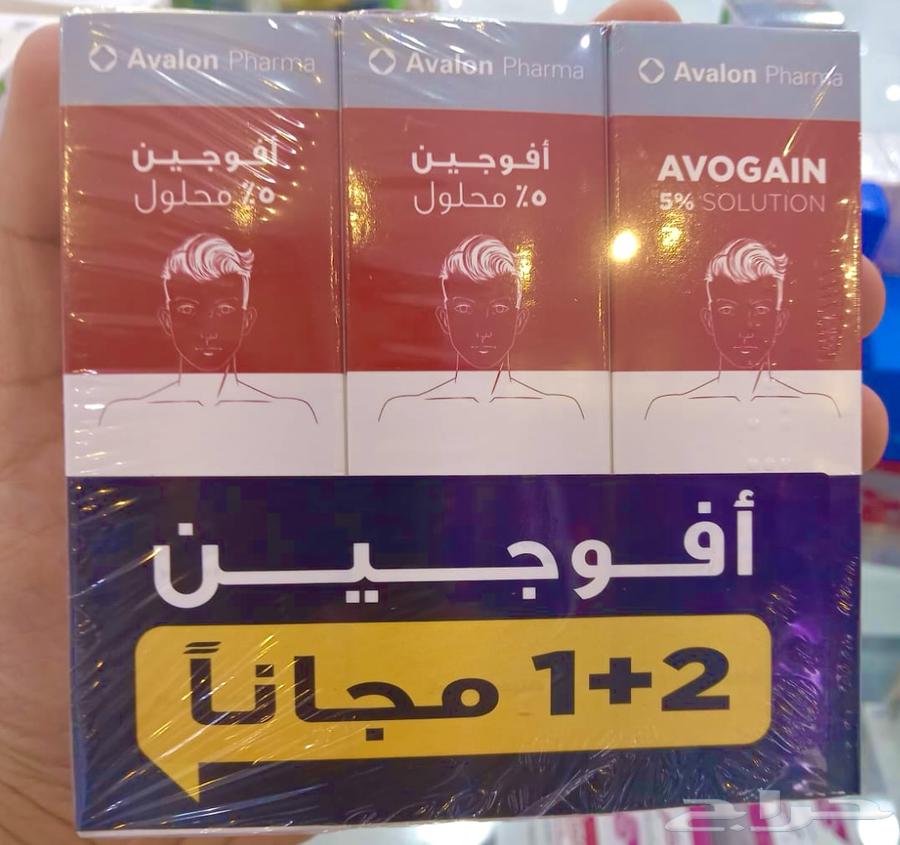 Avalon Pharma
أفوجين
٥٪ محلول
Avalon Pharma
أفوجين
٥٪ محلول
Avalon Pharma
AVOGAIN
5% SOLUTION
أفوجين
2+1 مجاناً
حراج